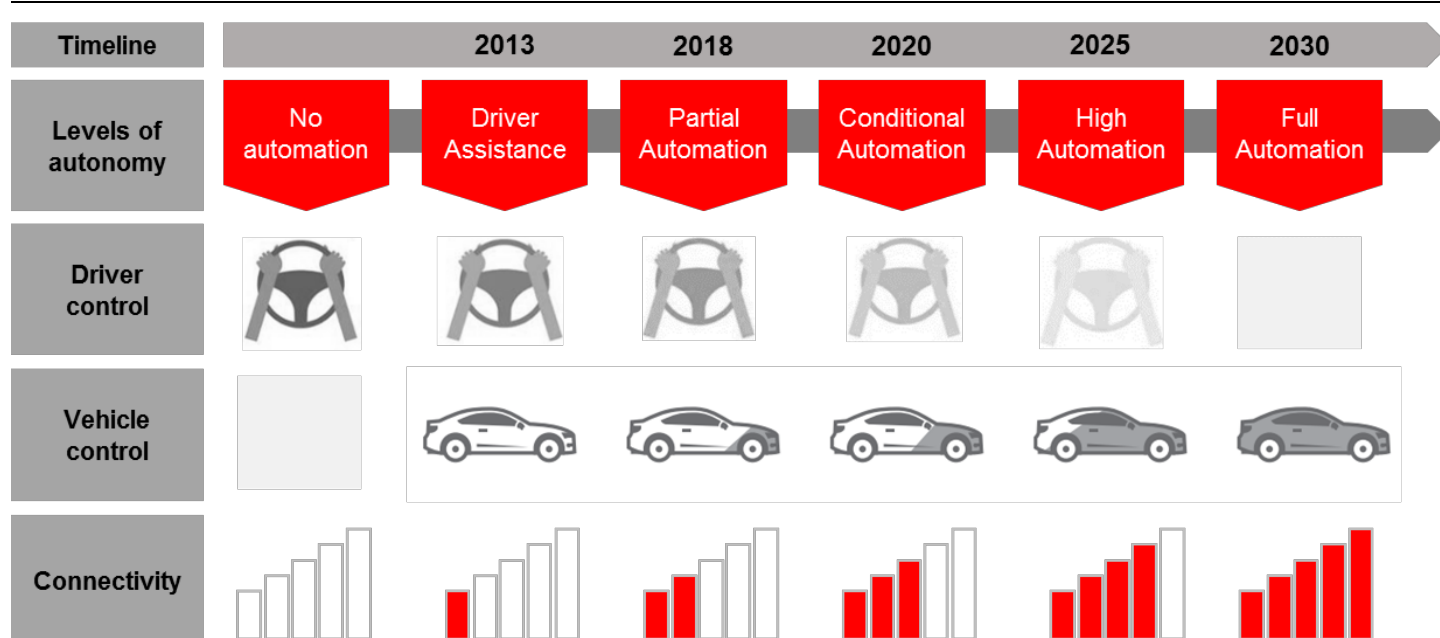 Timeline
2013
2018
2020
2025
2030
Levels of
autonomy
No
automation
Driver
Assistance
Partial
Automation
Conditional
Automation
High
Automation
Full
Automation
Driver
control
Vehicle
control
Connectivity